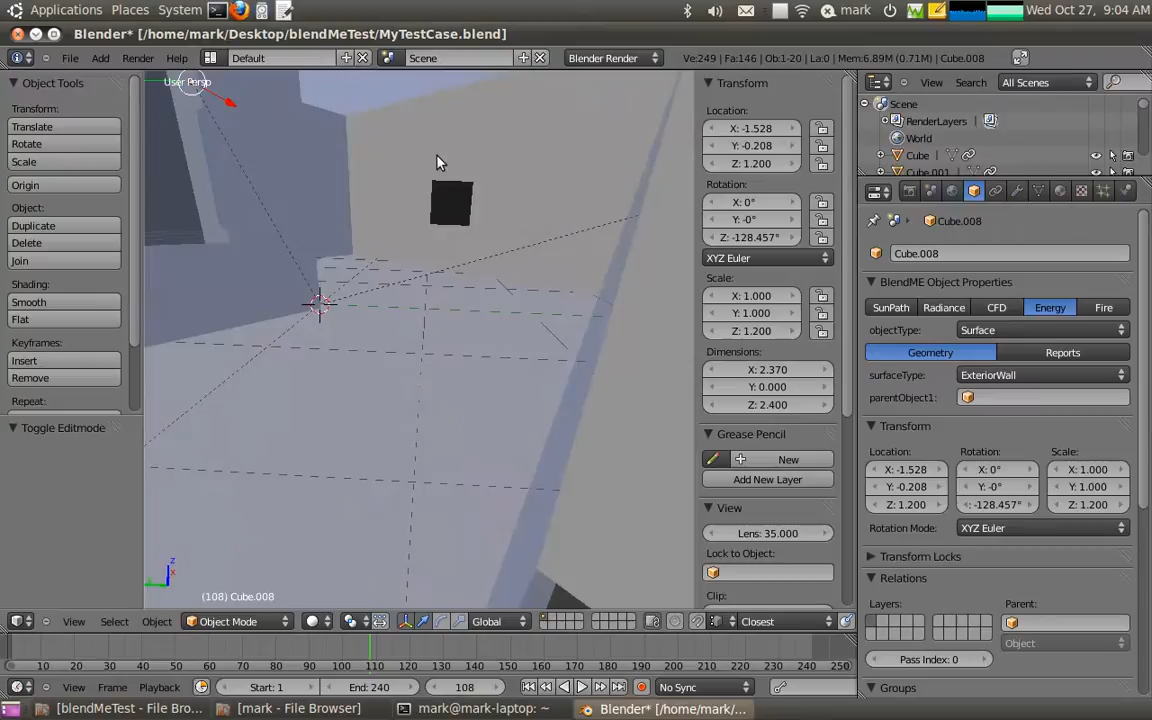 Applications Places System mark Wed Oct 27, 9:04 AM
Blender* [/home/mark/Desktop/blendMeTest/MyTestCase.blend]
File Add Render Help Default Scene Blender Render Ve:249 | Fa:146 | Ob:1-20 | La:0 | Mem:6.89M (0.71M) | Cube.008
Object Tools
Transform:
Translate
Rotate
Scale
Origin
Object:
Duplicate
Delete
Join
Shading:
Smooth
Flat
Keyframes:
Insert
Remove
Repeat:
Toggle Editmode
User Persp
z
x
(108) Cube.008
Transform
Location:
X: -1.528
Y: -0.208
Z: 1.200
Rotation:
X: 0°
Y: -0°
Z: -128.457°
XYZ Euler
Scale:
X: 1.000
Y: 1.000
Z: 1.200
Dimensions:
X: 2.370
Y: 0.000
Z: 2.400
Grease Pencil
New
Add New Layer
View
Lens: 35.000
Lock to Object:
Clip:
View Search All Scenes
Scene
RenderLayers
World
Cube
Cube.001
Cube.008
Cube.008
BlendME Object Properties
SunPath Radiance CFD Energy Fire
objectType: Surface
Geometry Reports
surfaceType: ExteriorWall
parentObject1:
Transform
Location: Rotation: Scale:
X: -1.528 X: 0° X: 1.000
Y: -0.208 Y: -0° Y: 1.000
Z: 1.200 : -128.457° Z: 1.200
Rotation Mode: XYZ Euler
Transform Locks
Relations
Layers: Parent:
Object
Pass Index: 0
Groups
View Select Object Object Mode Global Closest
10 20 30 40 50 60 70 80 90 100 110 120 130 140 150 160 170 180 190 200 210 220 230 240 250
View Frame Playback Start: 1 End: 240 108 No Sync
[blendMeTest - File Bro... [mark - File Browser] mark@mark-laptop: ~ Blender* [/home/mark/...